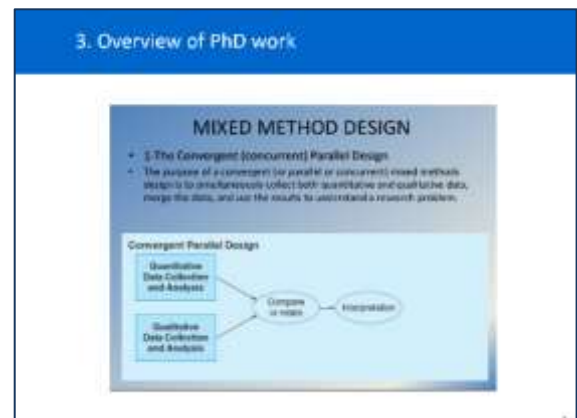 3. Overview of PhD work
MIXED METHOD DESIGN
• 1-The Convergent (concurrent) Parallel Design
• The purpose of a convergent (or parallel or concurrent) mixed methods
design is to simultaneously collect both quantitative and qualitative data,
merge the data, and use the results to understand a research problem.
Convergent Parallel Design
Quantitative
Data Collection
and Analysis
Compare
or relate
Interpretation
Qualitative
Data Collection
and Analysis